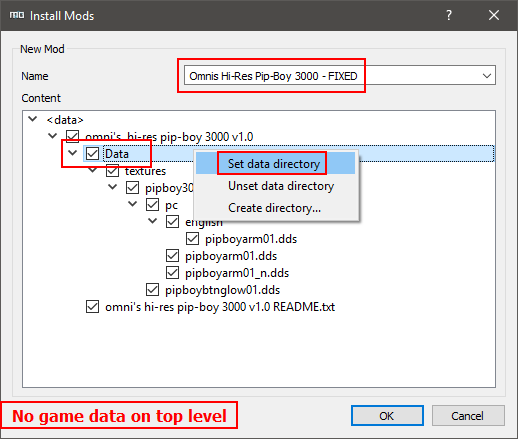 MO
Install Mods
New Mod
Name
Omnis Hi-Res Pip-Boy 3000 - FIXED
Content
<data>
omni's hi-res pip-boy 3000 v1.0
Data
Set data directory
textures
Unset data directory
pipboy30
pc
Create directory...
english
pipboyarm01.dds
pipboyarm01.dds
pipboyarm01_n.dds
pipboybtnglow01.dds
omni's hi-res pip-boy 3000 v1.0 README.txt
No game data on top level
OK
Cancel